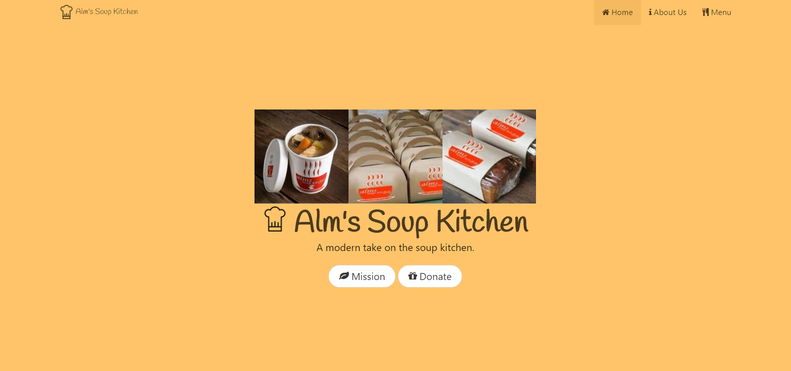 Alm's Soup Kitchen
Home
About Us
Menu
Alm's Soup Kitchen
A modern take on the soup kitchen.
Mission
Donate